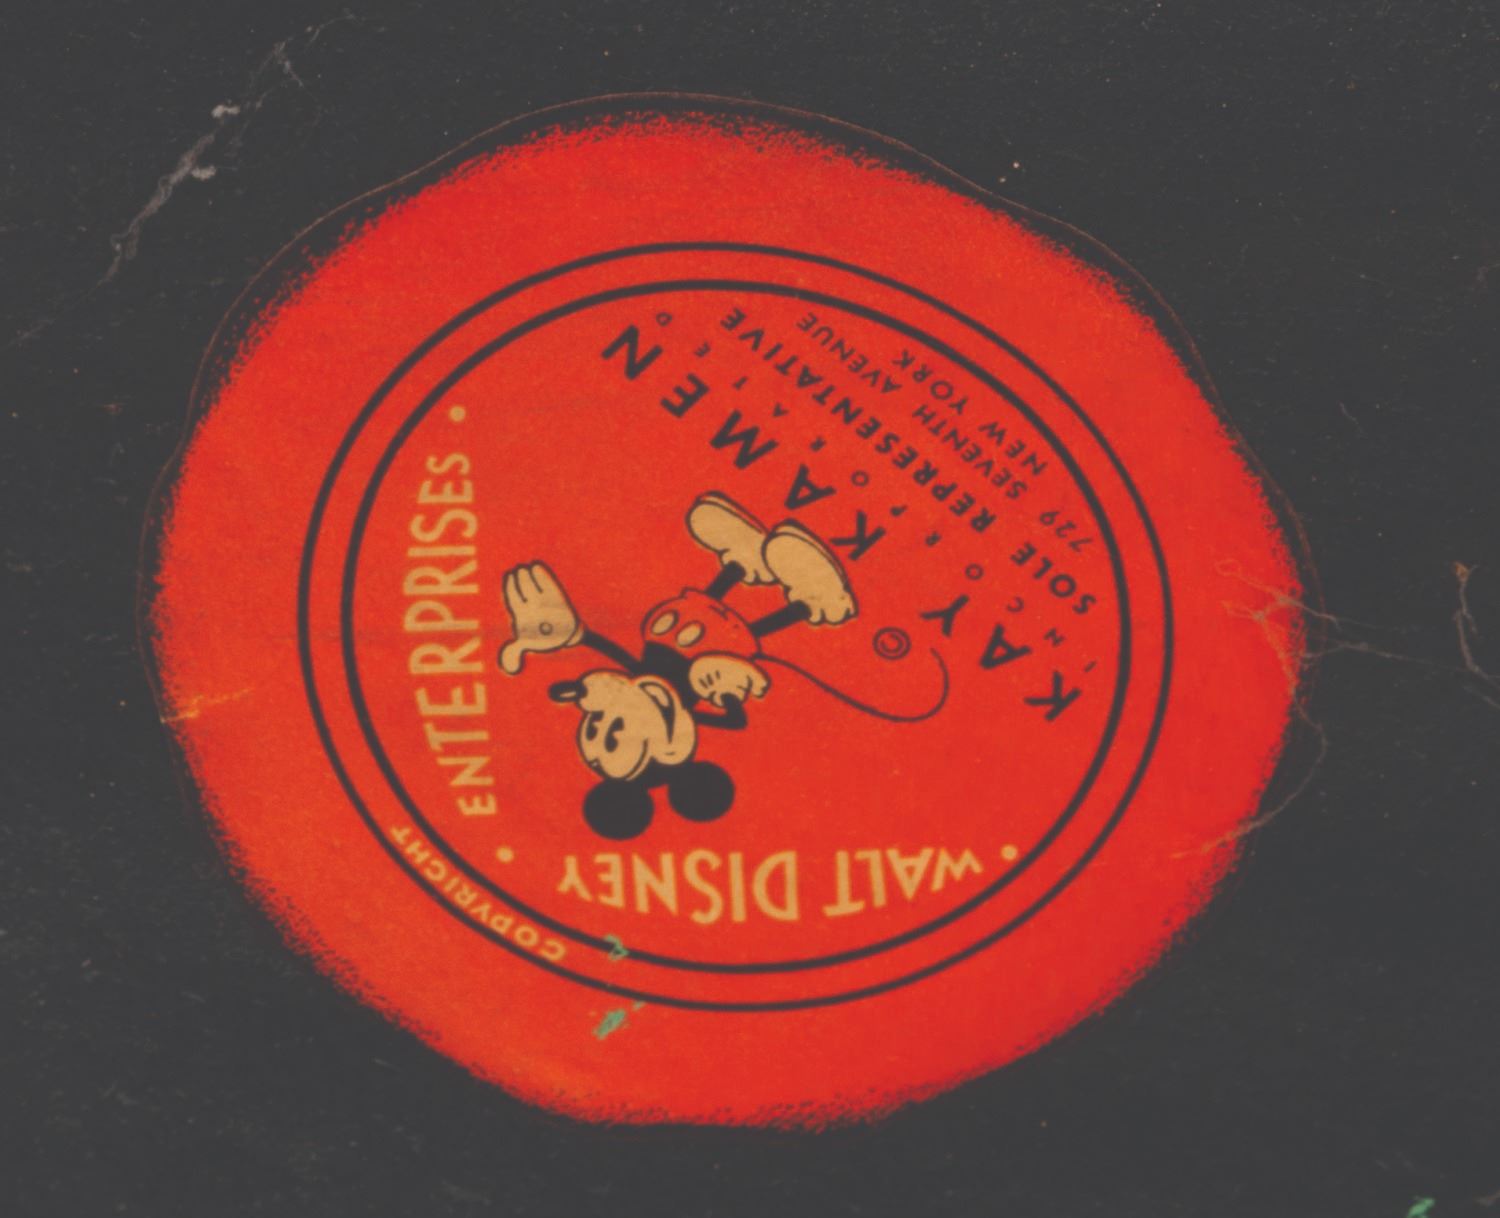 COPYRIGHT
• WALT DISNEY • ENTERPRISES •
©
KAY KAMEN
INCORPORATED
SOLE REPRESENTATIVE
729 SEVENTH AVENUE
NEW YORK